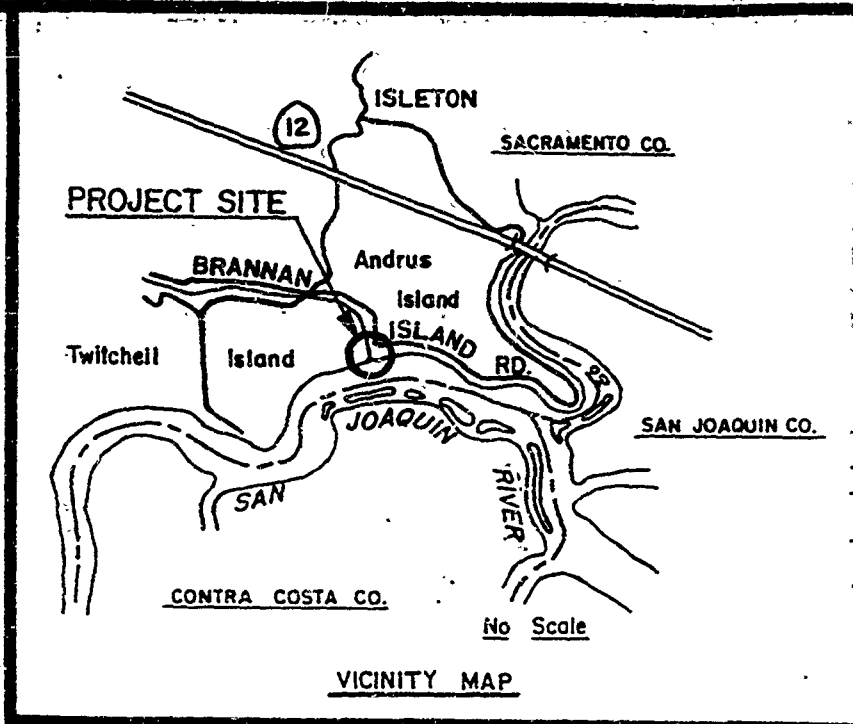 ISLETON
12
SACRAMENTO CO.
PROJECT SITE
BRANNAN
Andrus
Island
ISLAND
RD.
Twitchell
Island
JOAQUIN
SAN JOAQUIN CO.
SAN
RIVER
CONTRA COSTA CO.
No Scale
VICINITY MAP